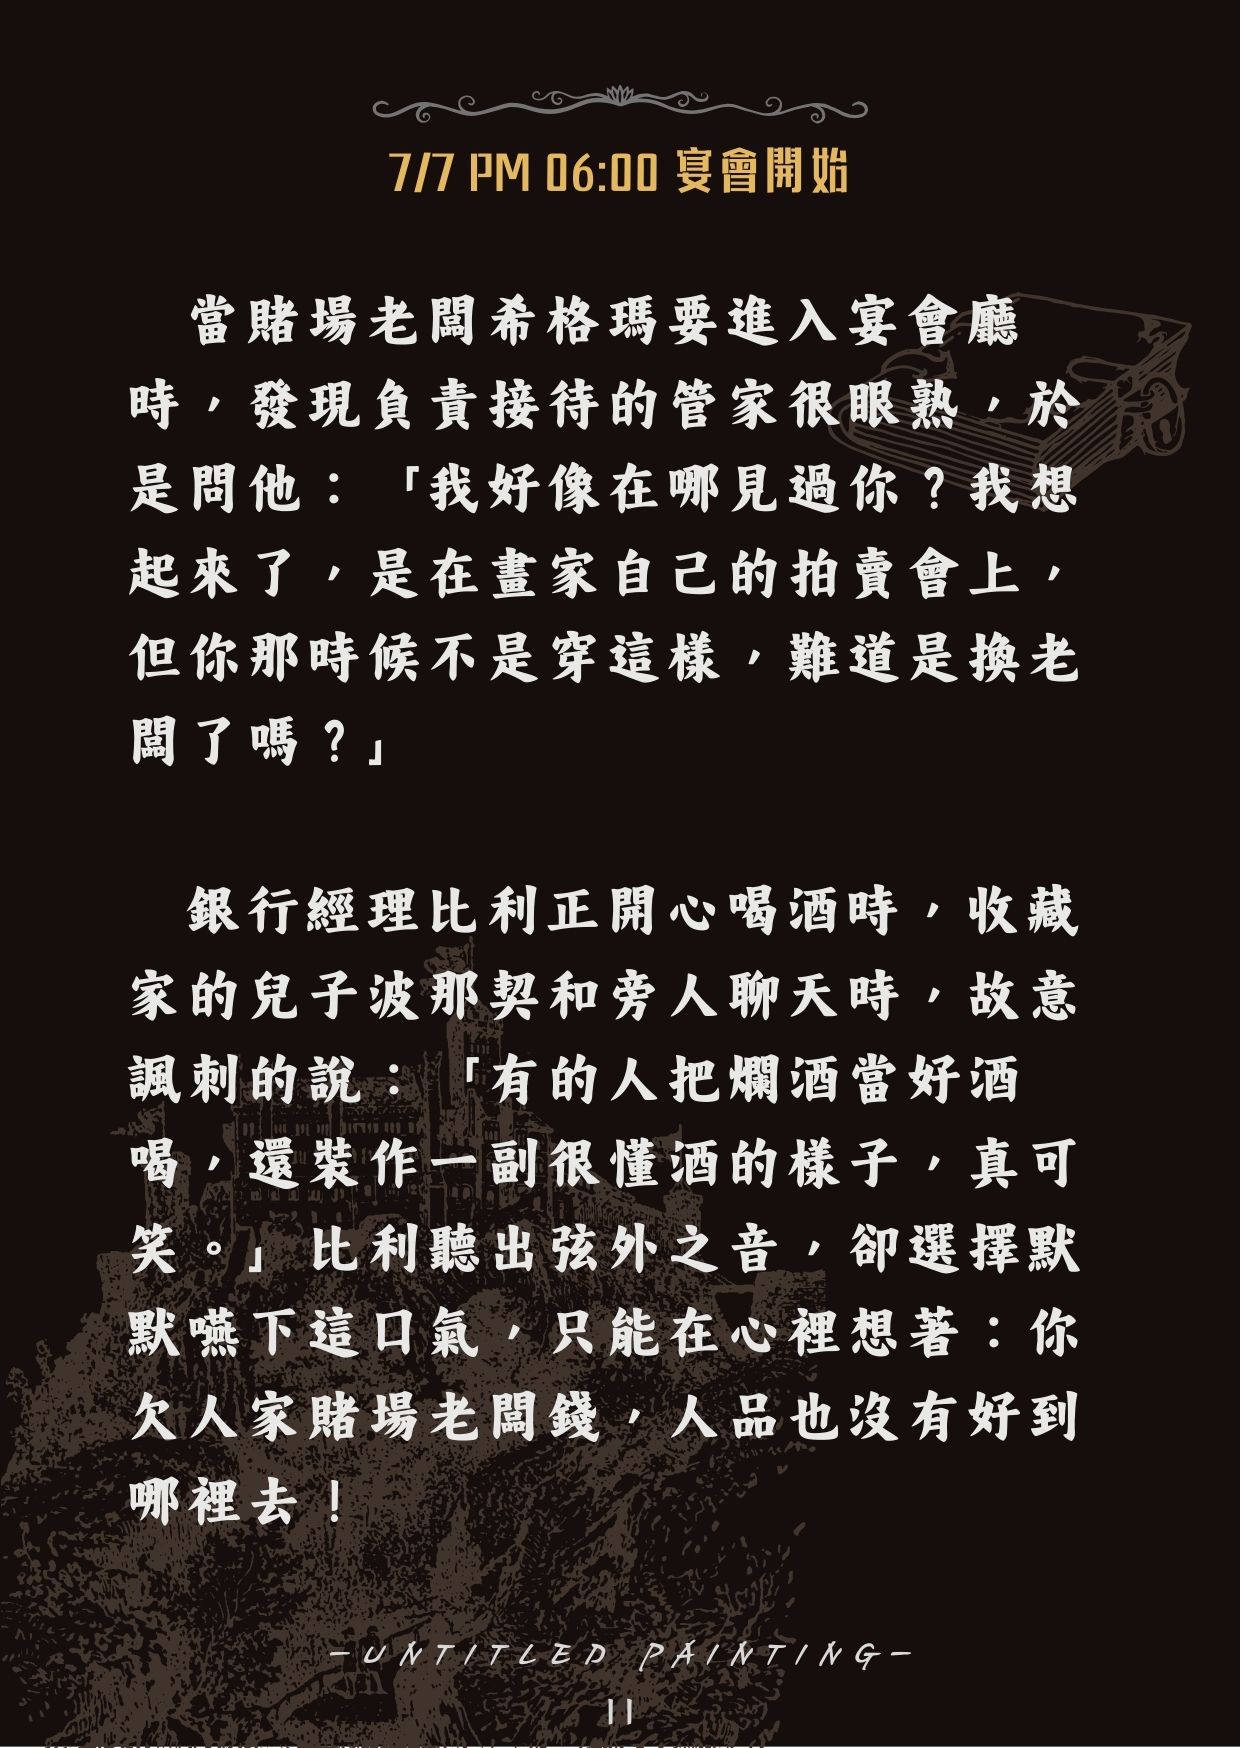 7/7 PM 06:00 宴會開始
當賭場老闆希格瑪要進入宴會廳
時，發現負責接待的管家很眼熟，於
是問他：「我好像在哪見過你？我想
起來了，是在畫家自己的拍賣會上，
但你那時候不是穿這樣，難道是換老
闆了嗎？」
銀行經理比利正開心喝酒時，收藏
家的兒子波那契和旁人聊天時，故意
諷刺的說：「有的人把爛酒當好酒
喝，還裝作一副很懂酒的樣子，真可
笑。」比利聽出弦外之音，卻選擇默
默嚥下這口氣，只能在心裡想著：你
欠人家賭場老闆錢，人品也沒有好到
哪裡去！
-UNTITLED PAINTING-
11